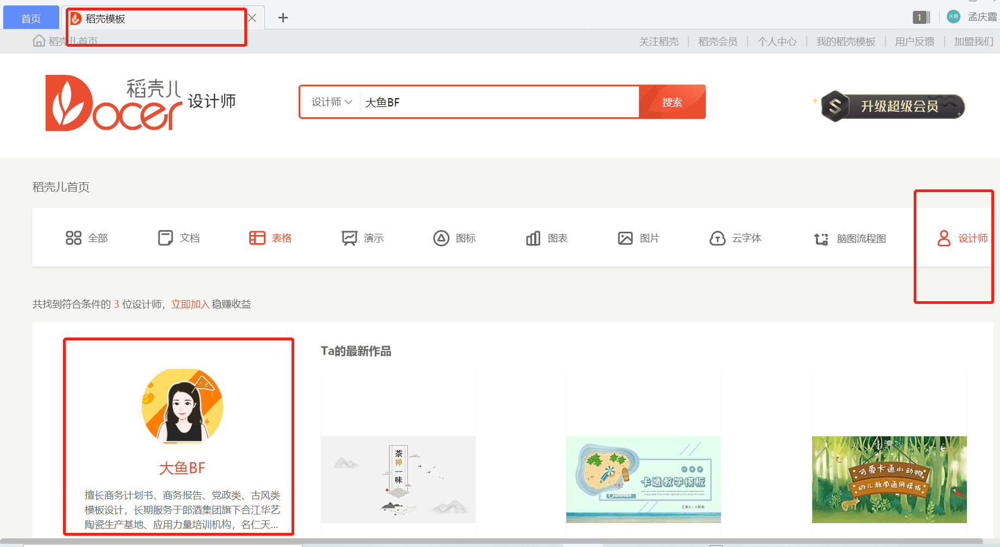 首页
稻壳模板
1
庆霞
孟庆霞
稻壳儿首页
关注稻壳
稻壳会员
个人中心
我的稻壳模板
用户反馈
加盟我们
Docer
稻壳儿
设计师
设计师
大鱼BF
搜索
S
升级超级会员
稻壳儿首页
全部
文档
表格
演示
图标
图表
图片
云字体
脑图流程图
设计师
共找到符合条件的 3 位设计师，立即加入 稳赚收益
大鱼
大鱼BF
擅长商务计划书、商务报告、党政类、古风类
模板设计，长期服务于郎酒集团旗下合江华艺
陶瓷生产基地、应用力量培训机构，名仁天...
Ta的最新作品
茶
禅
一
味
卡通教学模板
可爱卡通小动物
幼儿教学通用模板